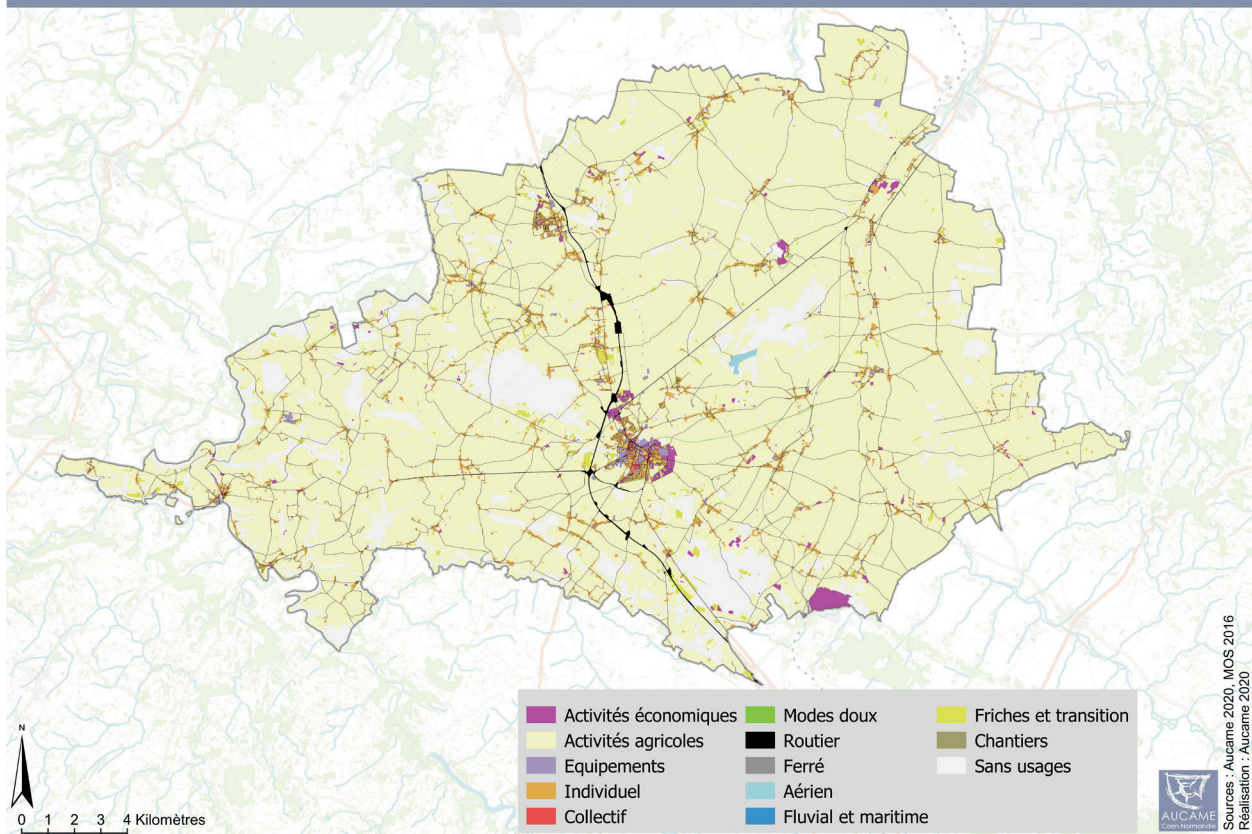 Activités économiques
Activités agricoles
Equipements
Individuel
Collectif
Modes doux
Routier
Ferré
Aérien
Fluvial et maritime
Friches et transition
Chantiers
Sans usages
N
0 1 2 3 4 Kilomètres
AUCAME
Caen Normandie
Sources : Aucame 2020, MOS 2016
Réalisation : Aucame 2020